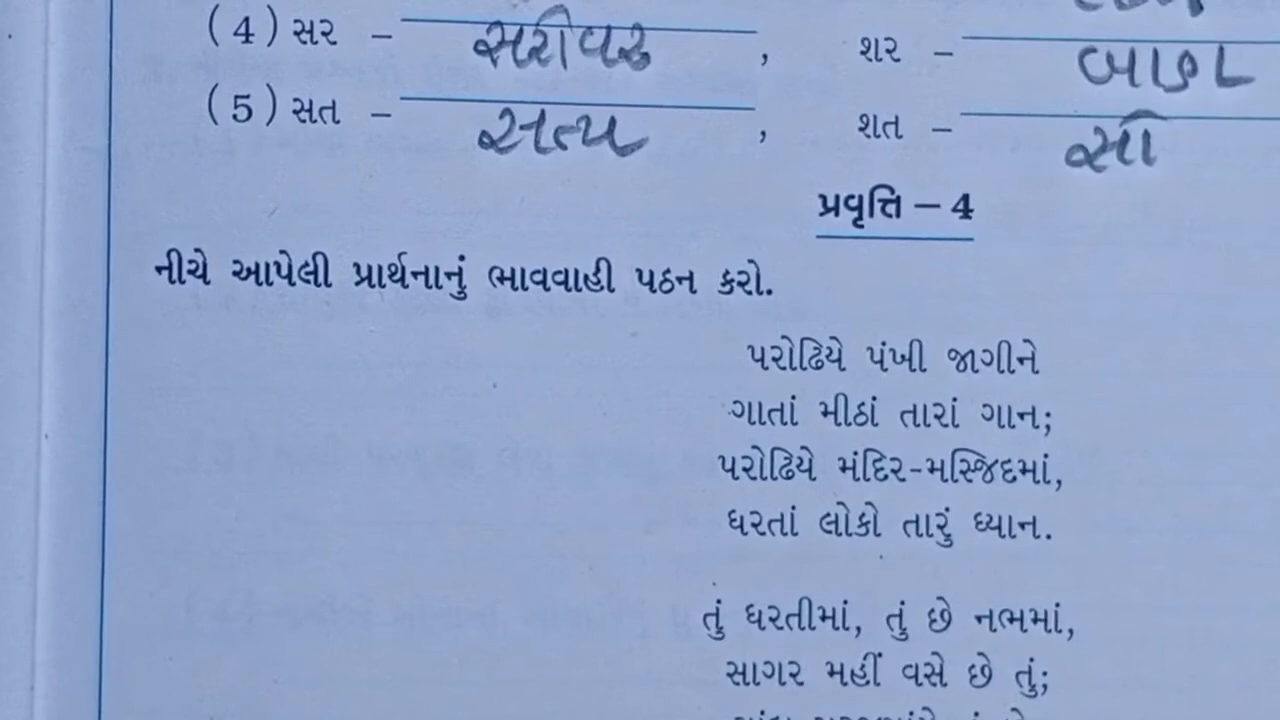 (4) સર – સરોવર, શર – બાણ
(5) સત – સત્ય, શત – સો
પ્રવૃત્તિ – 4
નીચે આપેલી પ્રાર્થનાનું ભાવવાહી પઠન કરો.
પરોઢિયે પંખી જાગીને
ગાતાં મીઠાં તારાં ગાન;
પરોઢિયે મંદિર-મસ્જિદમાં,
ધરતાં લોકો તારું ધ્યાન.
તું ધરતીમાં, તું છે નભમાં,
સાગર મહીં વસે છે તું;